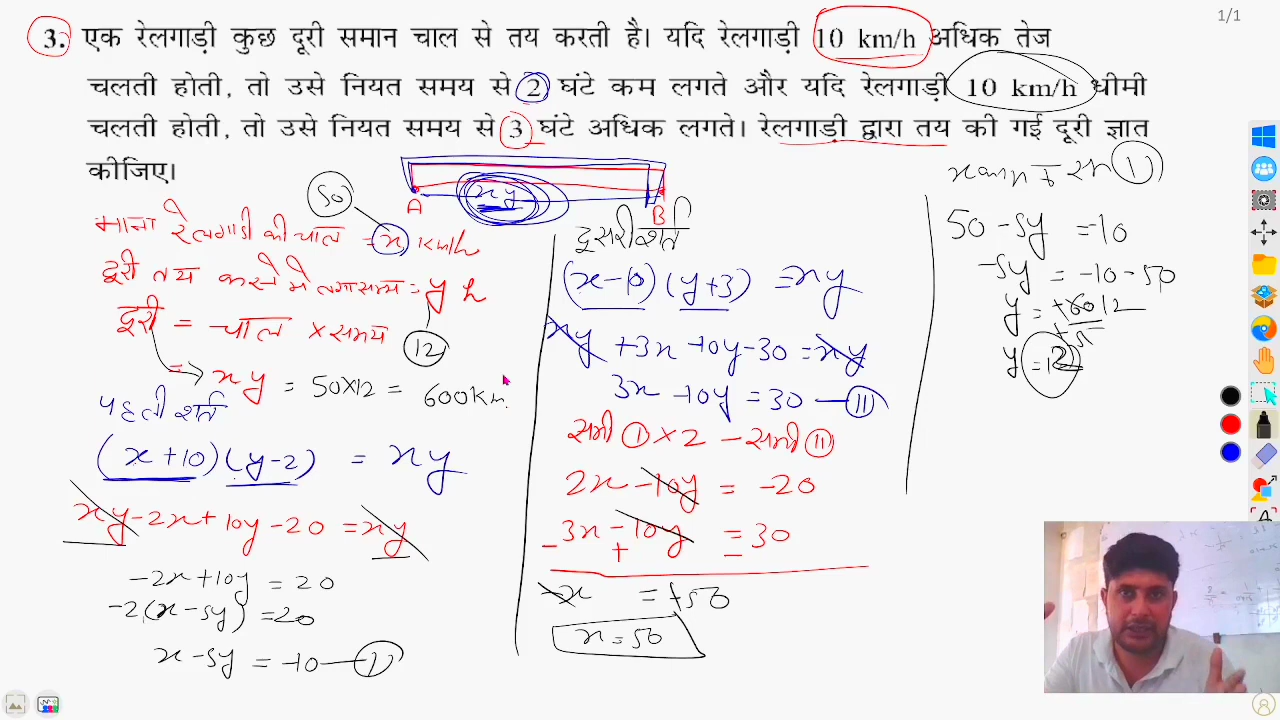 1/1
3. एक रेलगाड़ी कुछ दूरी समान चाल से तय करती है। यदि रेलगाड़ी 10 km/h अधिक तेज
चलती होती, तो उसे नियत समय से 2 घंटे कम लगते और यदि रेलगाड़ी 10 km/h धीमी
चलती होती, तो उसे नियत समय से 3 घंटे अधिक लगते। रेलगाड़ी द्वारा तय की गई दूरी ज्ञात
कीजिए।
A xy B
50
माना रेलगाडी की चाल = x km/h
दूरी तय करने मे लगा समय = y h
दूरी = चाल × समय
12
= xy = 50×12 = 600km.
पहली शर्त
(x+10)(y-2) = xy
xy-2x+10y-20=xy
-2x+10y = 20
-2(x-5y) = 20
x-5y = -10 — I
दूसरी शर्त
(x-10)(y+3) = xy
xy+3x-10y-30=xy
3x-10y=30 — II
समी I ×2 - समी II
2x-10y = -20
3x-10y = 30
- + -
-x = -50
x=50
50-5y = 10
-5y = -10-50
y = 12